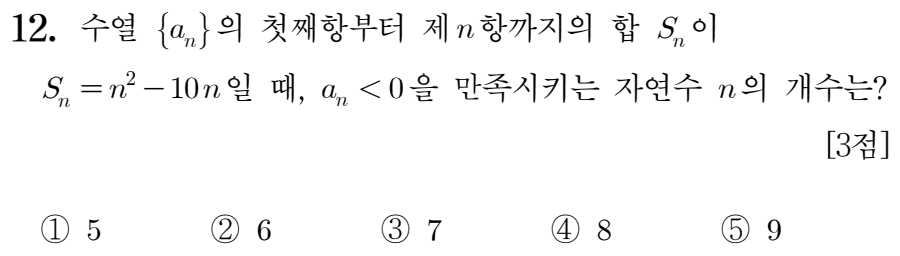 12. 수열 {aₙ}의 첫째항부터 제n항까지의 합 Sₙ이
Sₙ = n² − 10n일 때, aₙ < 0을 만족시키는 자연수 n의 개수는?
[3점]
① 5 ② 6 ③ 7 ④ 8 ⑤ 9